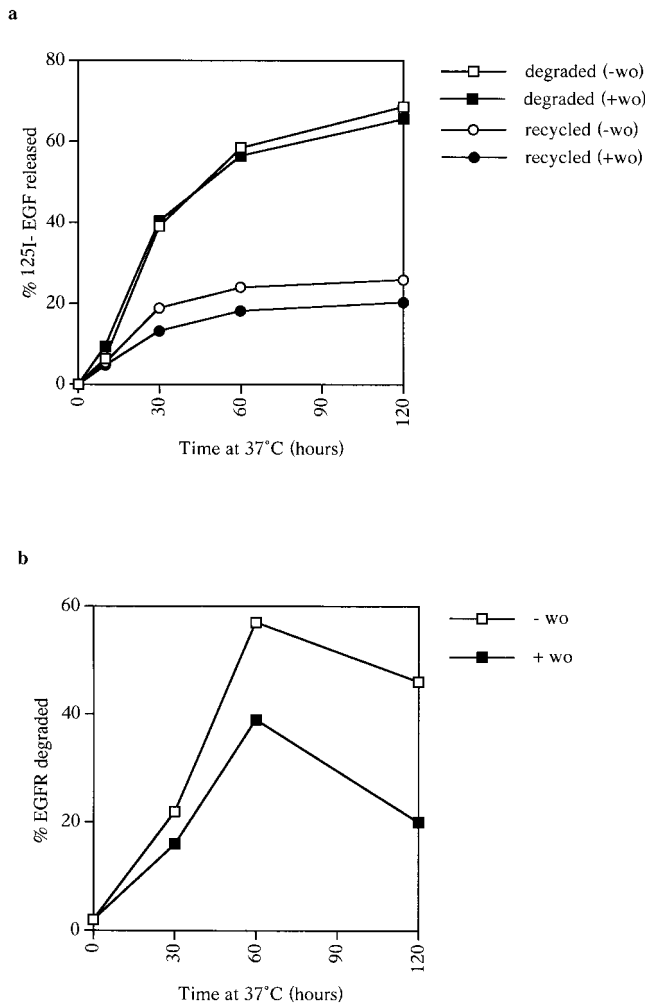 a
80
60
40
20
0
% 125I- EGF released
0 30 60 90 120
Time at 37°C (hours)
degraded (-wo)
degraded (+wo)
recycled (-wo)
recycled (+wo)
b
60
40
20
0
% EGFR degraded
0 30 60 90 120
Time at 37°C (hours)
- wo
+ wo